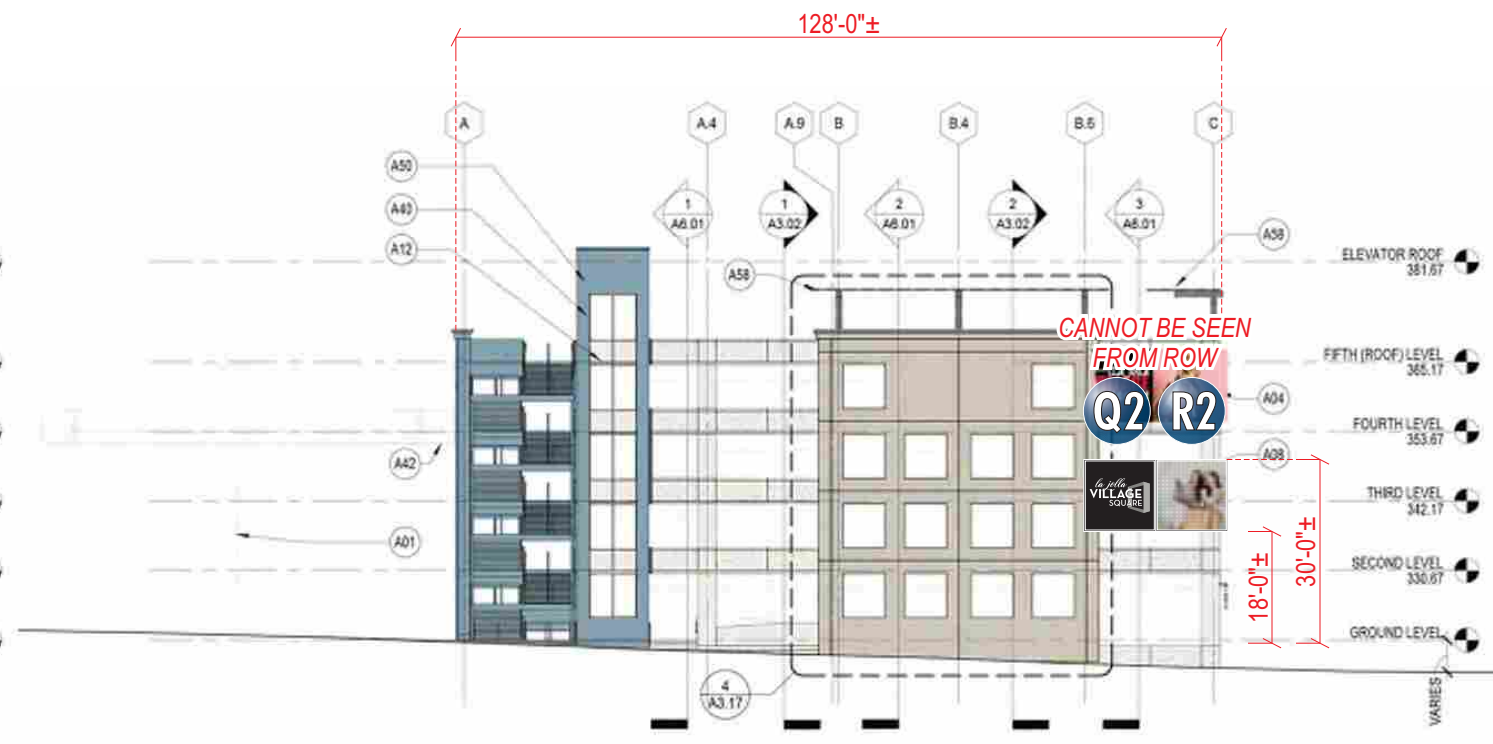 128'-0"±
A
A.4
A.9
B
B.4
B.5
C
A50
A40
A12
1
A6.01
1
A3.02
2
A6.01
2
A3.02
3
A6.01
A58
A58
ELEVATOR ROOF
381.67
CANNOT BE SEEN
FROM ROW
FIFTH (ROOF) LEVEL
365.17
Q2
R2
A04
FOURTH LEVEL
353.67
A42
A08
la jolla
VILLAGE
SQUARE
THIRD LEVEL
342.17
A01
18'-0"±
30'-0"±
SECOND LEVEL
330.67
GROUND LEVEL
4
A3.17
VARIES